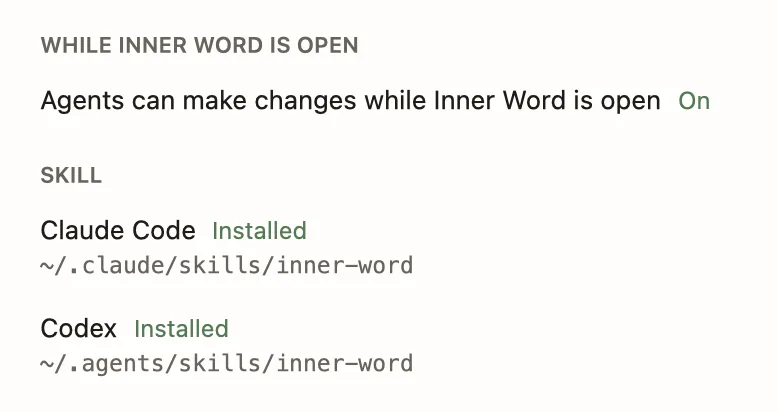 WHILE INNER WORD IS OPEN
Agents can make changes while Inner Word is open On
SKILL
Claude Code Installed
~/.claude/skills/inner-word
Codex Installed
~/.agents/skills/inner-word